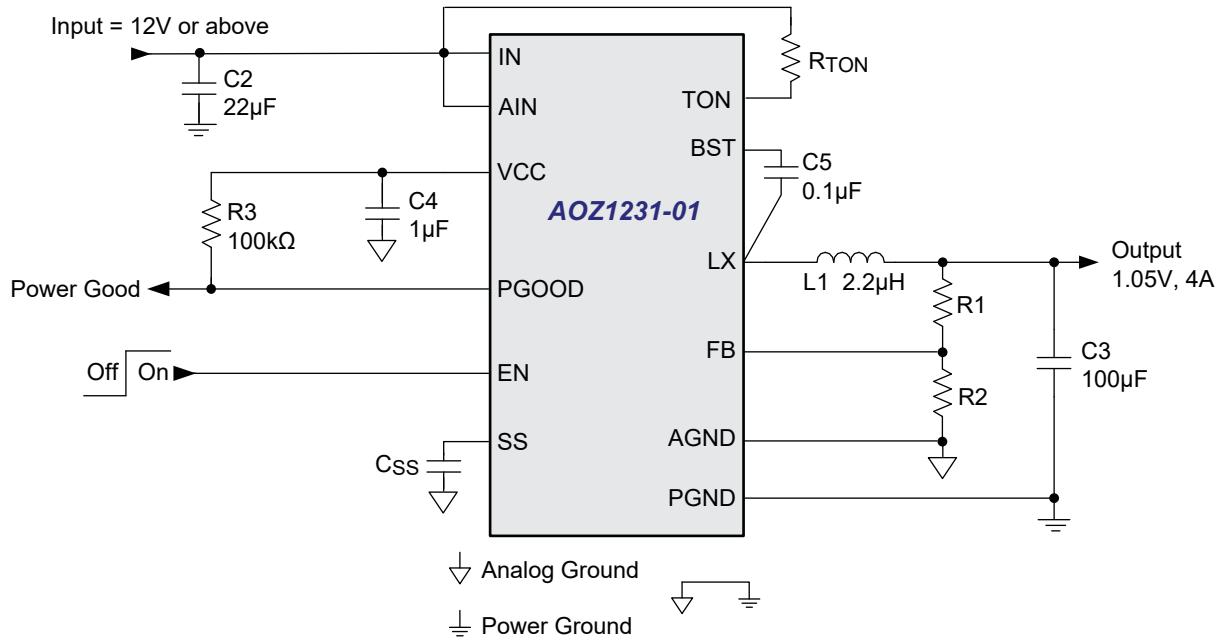 Input = 12V or above
IN
RTON
C2
22µF
AIN
TON
BST
C5
0.1µF
VCC
R3
100kΩ
C4
1µF
AOZ1231-01
LX
L1 2.2µH
Output
1.05V, 4A
Power Good
PGOOD
R1
FB
C3
100µF
Off On
EN
R2
SS
AGND
CSS
PGND
Analog Ground
Power Ground